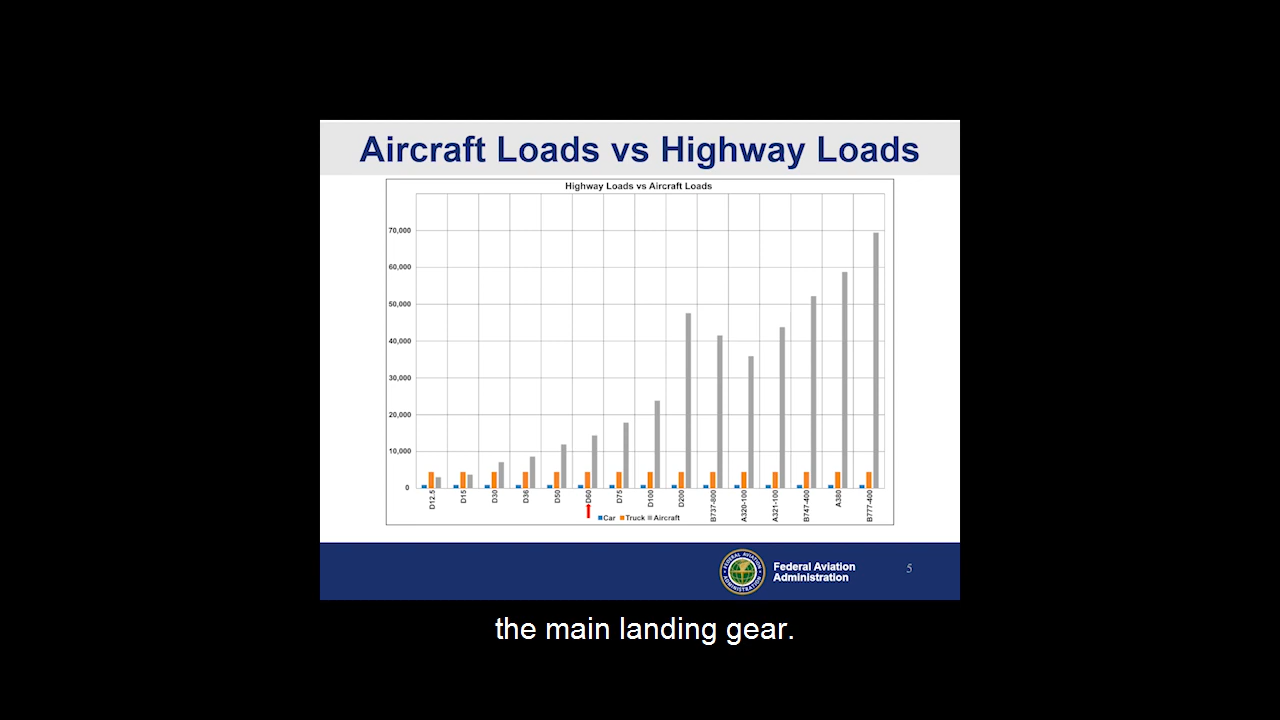 Aircraft Loads vs Highway Loads
Highway Loads vs Aircraft Loads
70,000
60,000
50,000
40,000
30,000
20,000
10,000
0
D12.5
D15
D30
D36
D50
D60
D75
D100
D200
B737-800
A320-100
A321-100
B747-400
A380
B777-400
Car Truck Aircraft
FEDERAL AVIATION
ADMINISTRATION
Federal Aviation
Administration
5
the main landing gear.